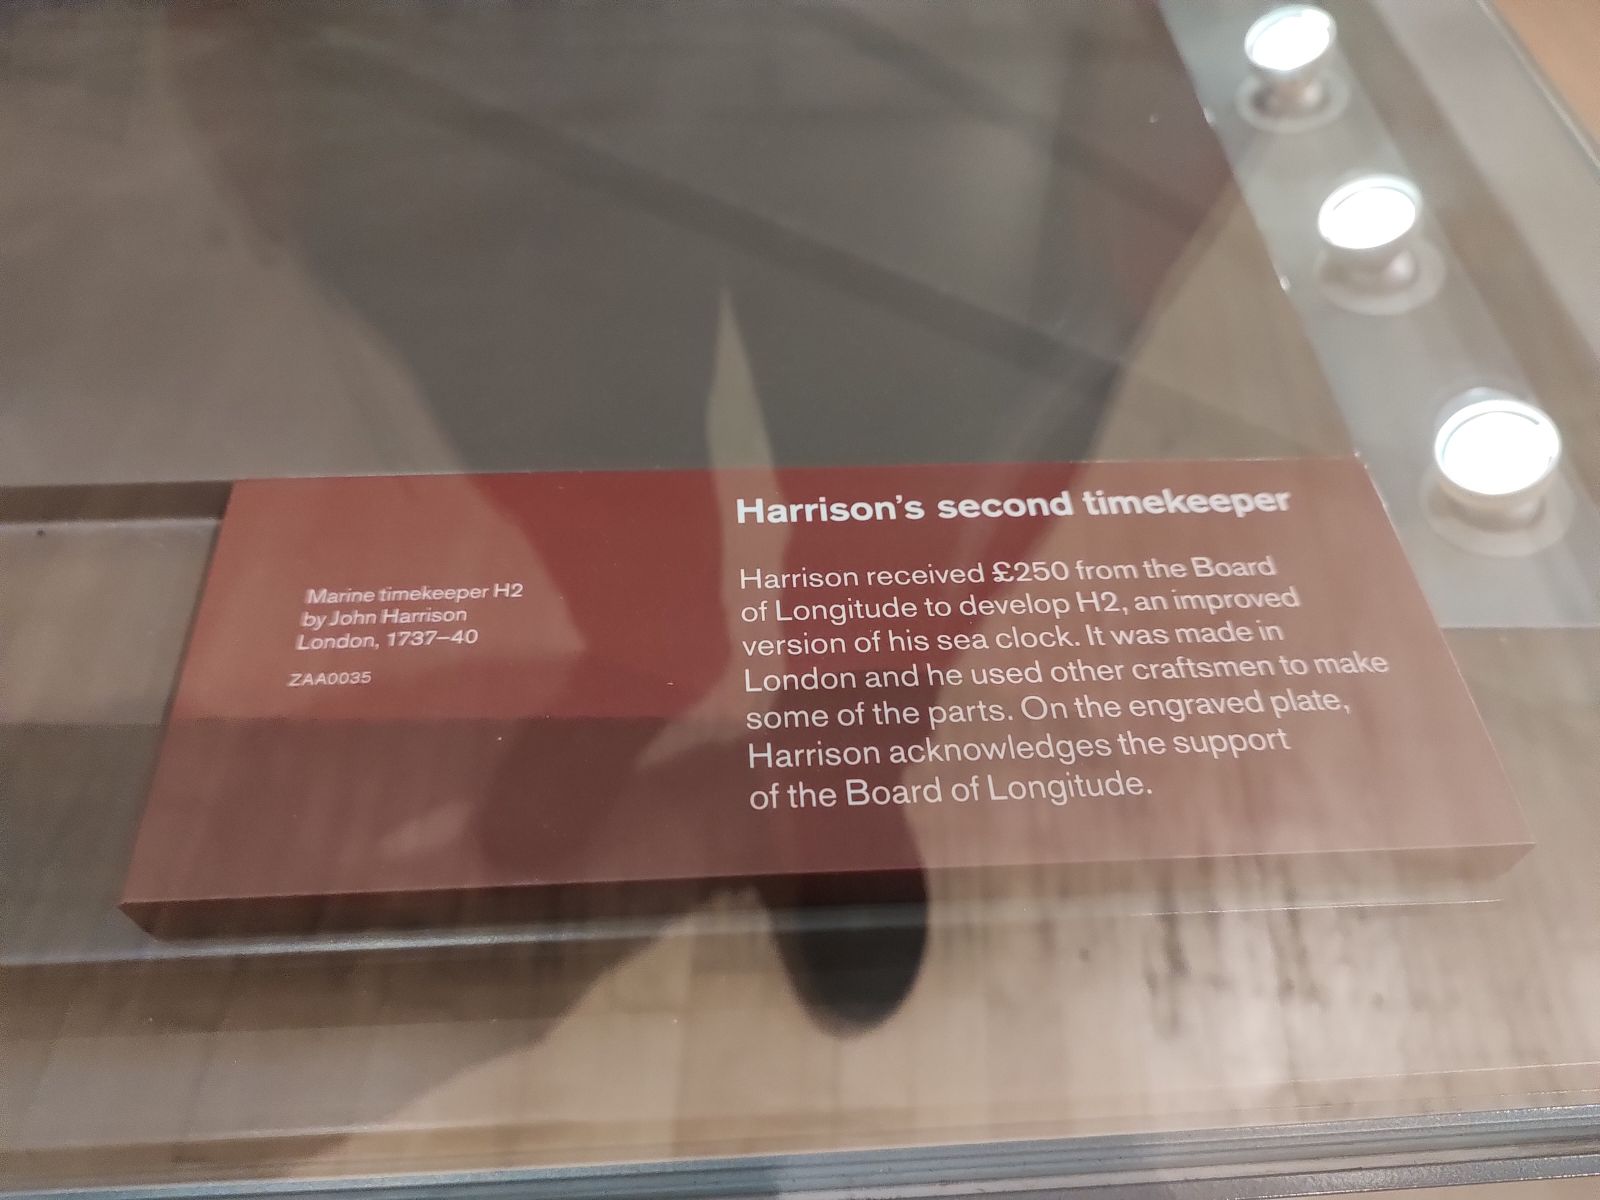 Marine timekeeper H2
by John Harrison
London, 1737–40
ZAA0035
Harrison's second timekeeper
Harrison received £250 from the Board
of Longitude to develop H2, an improved
version of his sea clock. It was made in
London and he used other craftsmen to make
some of the parts. On the engraved plate,
Harrison acknowledges the support
of the Board of Longitude.